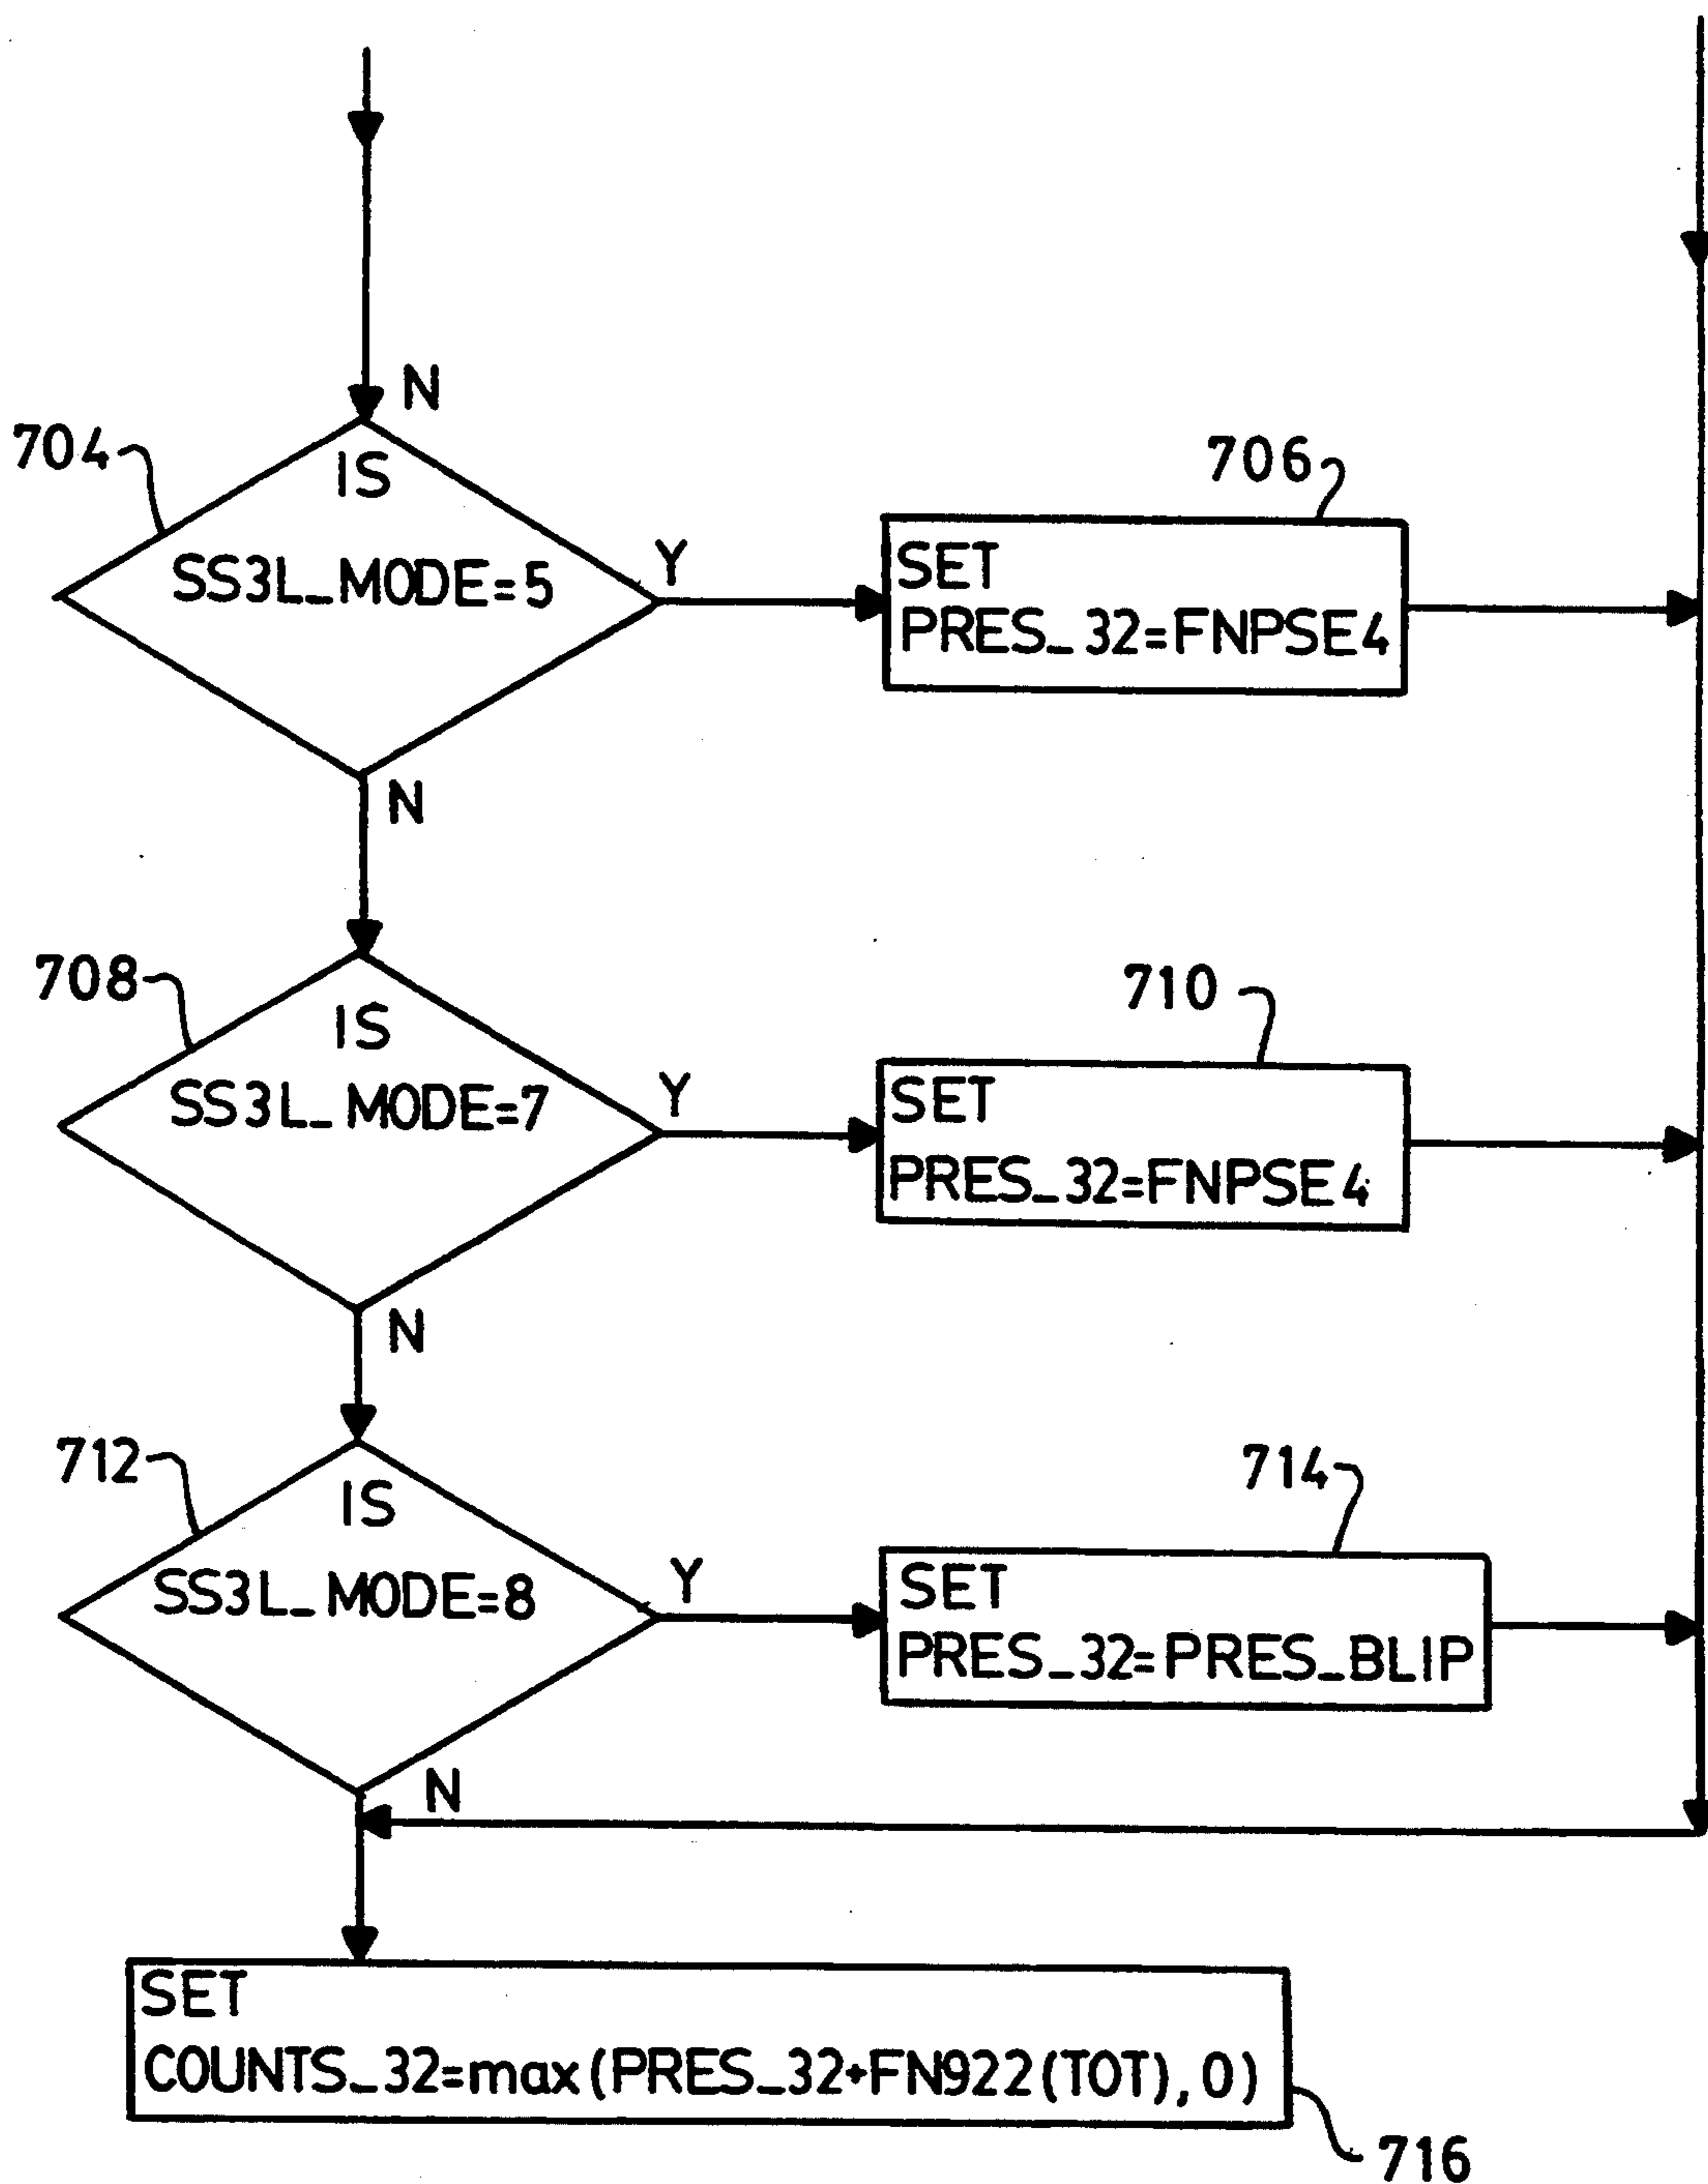 N
704
IS
SS3L_MODE=5
Y
706
SET
PRES_32=FNPSE4
N
708
IS
SS3L_MODE=7
Y
710
SET
PRES_32=FNPSE4
N
712
IS
SS3L_MODE=8
Y
714
SET
PRES_32=PRES_BLIP
N
SET
COUNTS_32=max(PRES_32+FN922(TOT),0)
716